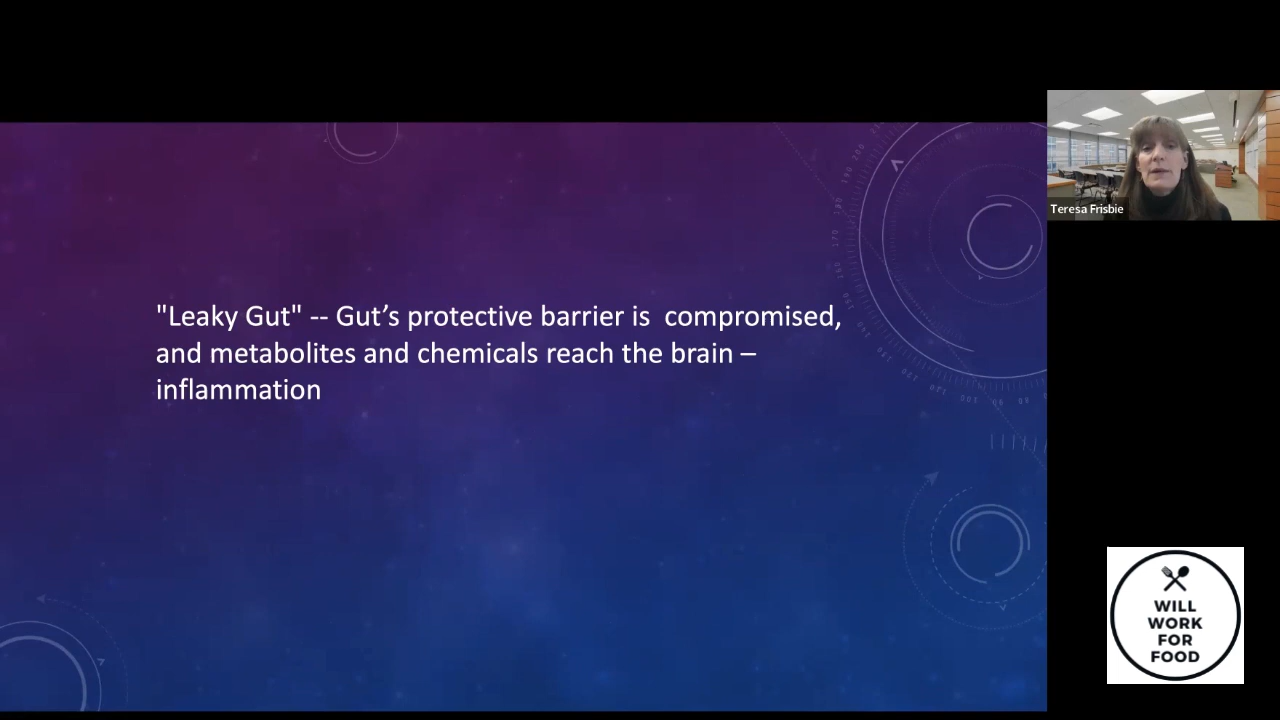 "Leaky Gut" -- Gut’s protective barrier is  compromised,
and metabolites and chemicals reach the brain –
inflammation
Teresa Frisbie
WILL
WORK
FOR
FOOD